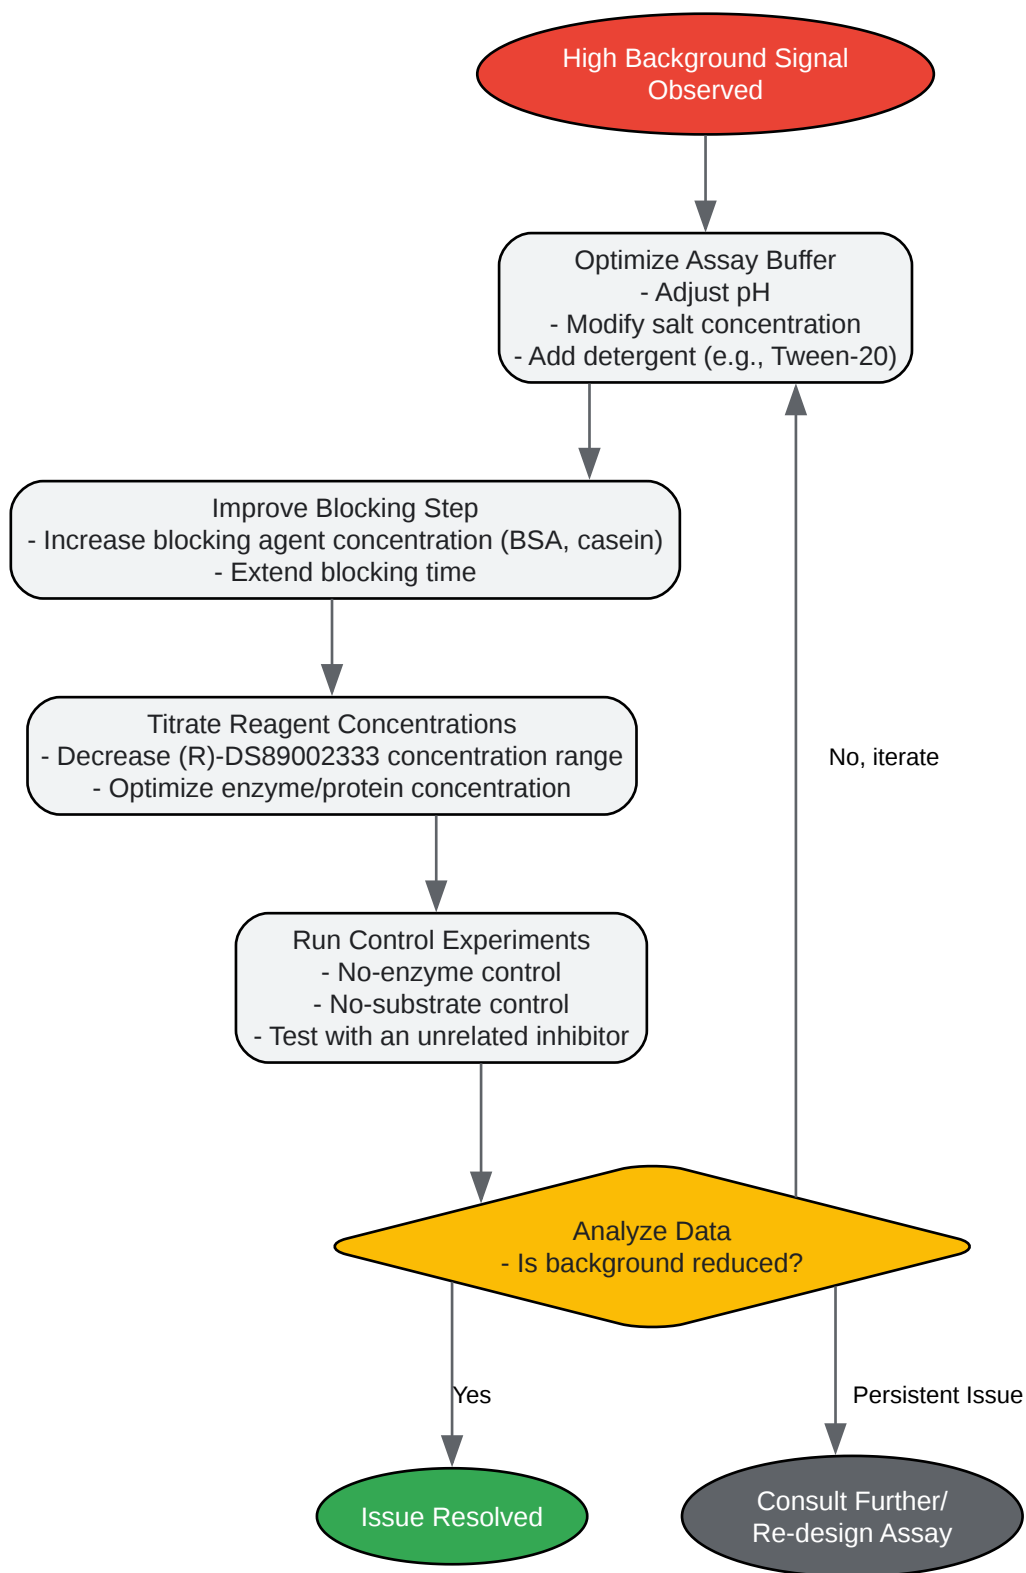 High Background Signal
Observed
Optimize Assay Buffer
- Adjust pH
- Modify salt concentration
- Add detergent (e.g., Tween-20)
Improve Blocking Step
- Increase blocking agent concentration (BSA, casein)
- Extend blocking time
Titrate Reagent Concentrations
- Decrease (R)-DS89002333 concentration range
- Optimize enzyme/protein concentration
No, iterate
Run Control Experiments
- No-enzyme control
- No-substrate control
- Test with an unrelated inhibitor
Analyze Data
- Is background reduced?
Yes
Persistent Issue
Issue Resolved
Consult Further/
Re-design Assay